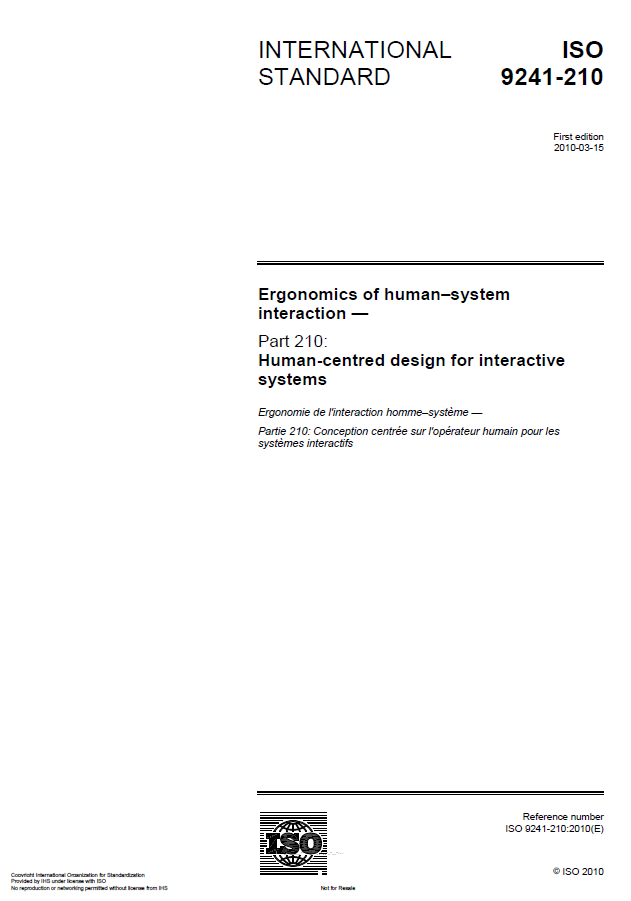 INTERNATIONAL STANDARD
ISO 9241-210
First edition
2010-03-15
Ergonomics of human–system
interaction —
Part 210:
Human-centred design for interactive
systems
Ergonomie de l'interaction homme–système —
Partie 210: Conception centrée sur l'opérateur humain pour les
systèmes interactifs
ISO
Reference number
ISO 9241-210:2010(E)
© ISO 2010
Copyright International Organization for Standardization
Provided by IHS under license with ISO
No reproduction or networking permitted without license from IHS
Not for Resale